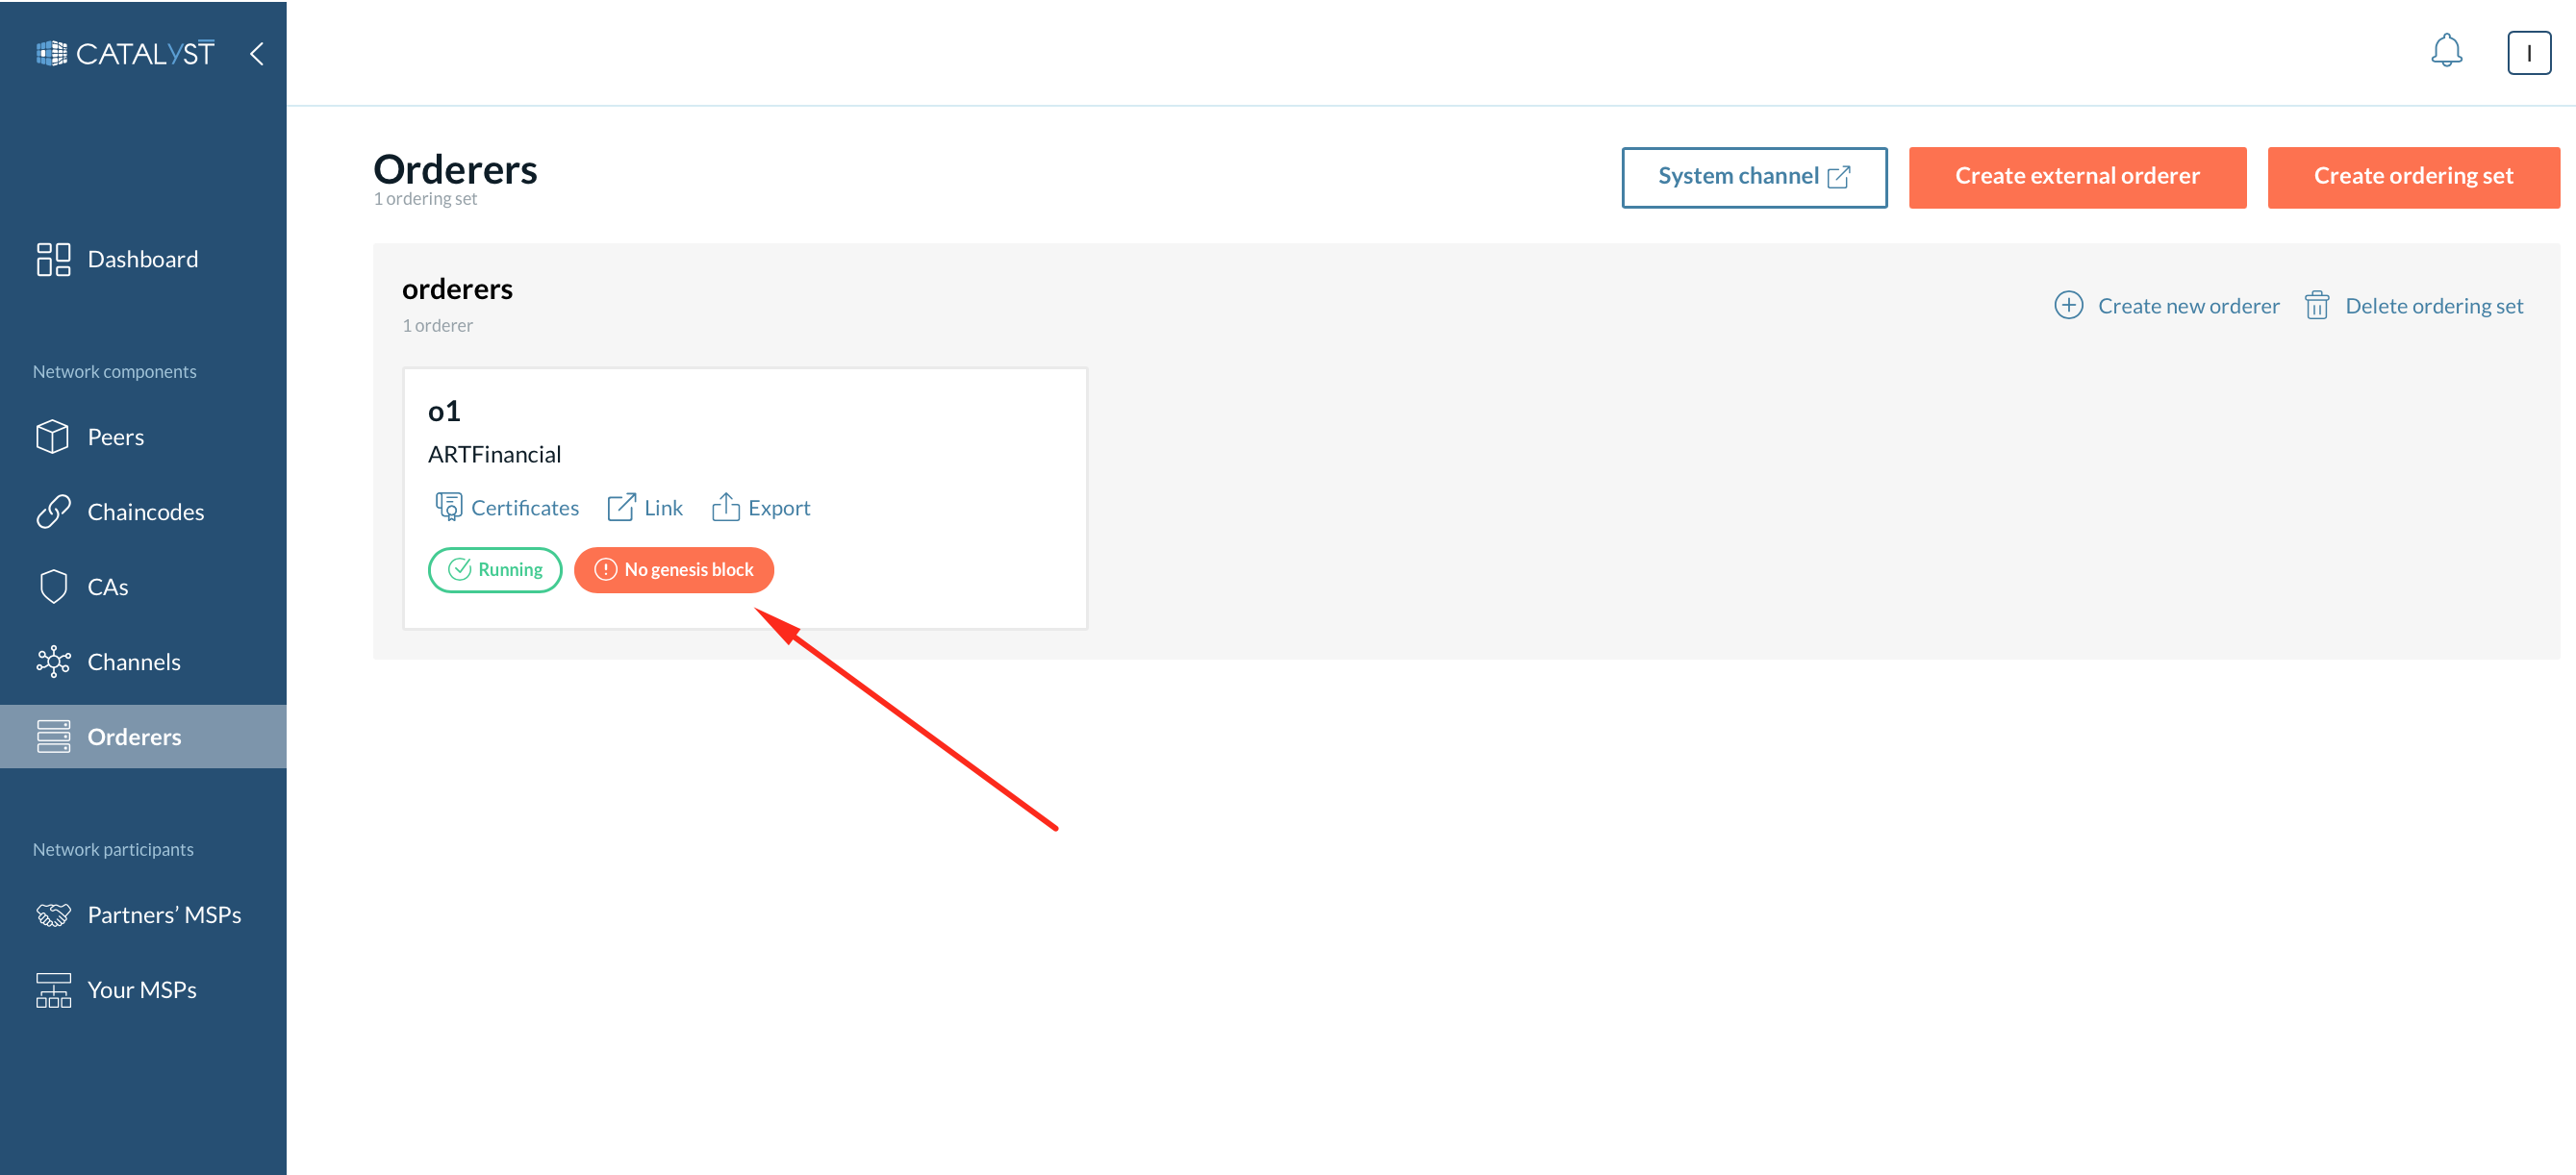 CATALYST
I
Dashboard
Network components
Peers
Chaincodes
CAs
Channels
Orderers
Network participants
Partners’ MSPs
Your MSPs
Orderers
1 ordering set
System channel
Create external orderer
Create ordering set
orderers
1 orderer
Create new orderer
Delete ordering set
o1
ARTFinancial
Certificates
Link
Export
Running
No genesis block